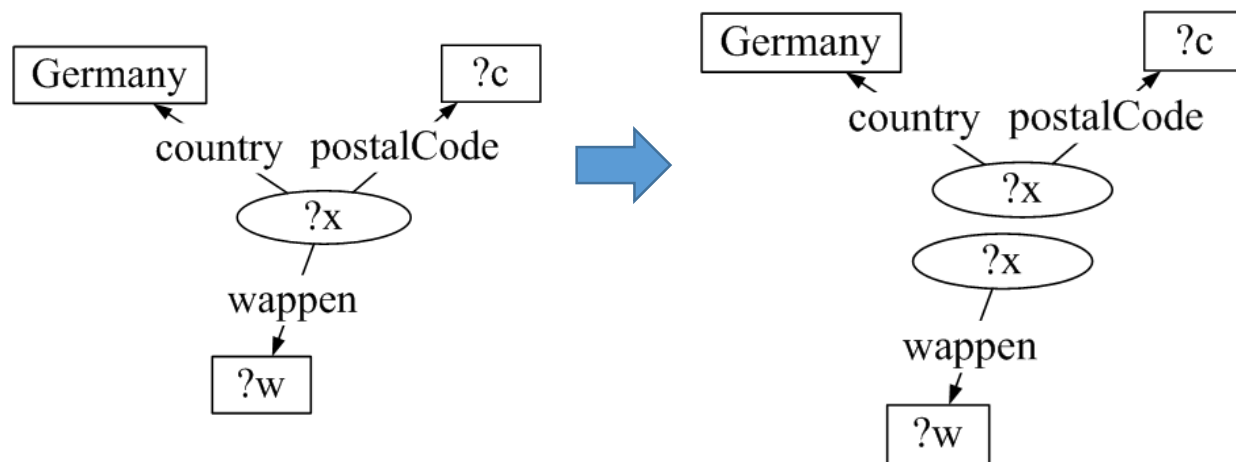 Germany
?c
country
postalCode
?x
wappen
?w
Germany
?c
country
postalCode
?x
?x
wappen
?w